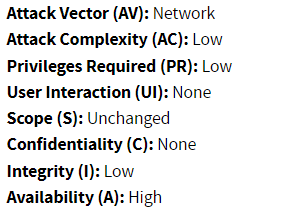 Attack Vector (AV): Network
Attack Complexity (AC): Low
Privileges Required (PR): Low
User Interaction (UI): None
Scope (S): Unchanged
Confidentiality (C): None
Integrity (I): Low
Availability (A): High